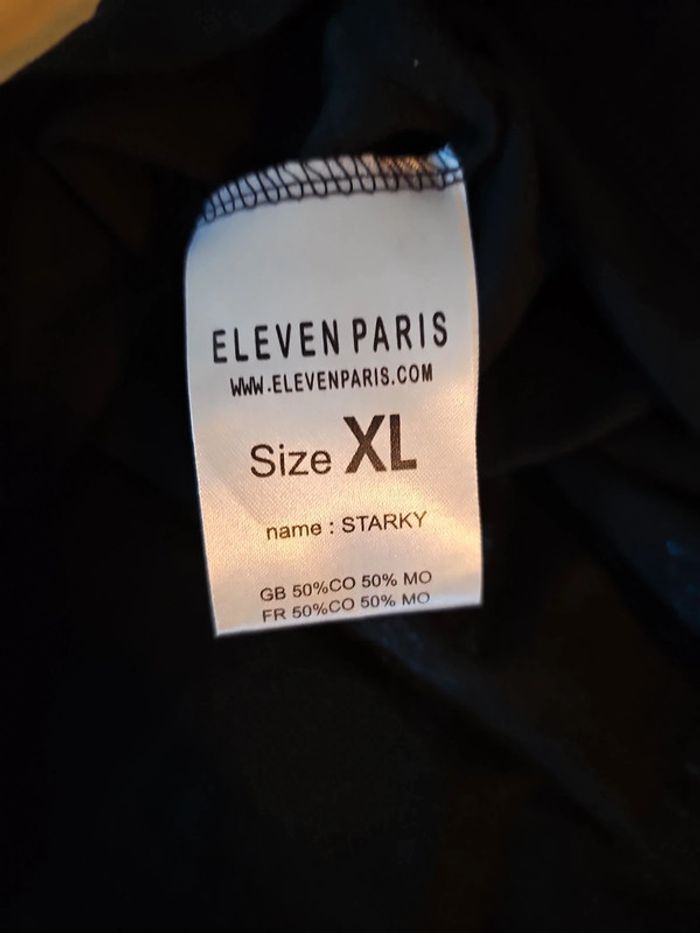 ELEVEN PARIS
WWW.ELEVENPARIS.COM
Size XL
name : STARKY
GB 50%CO 50% MO
FR 50%CO 50% MO